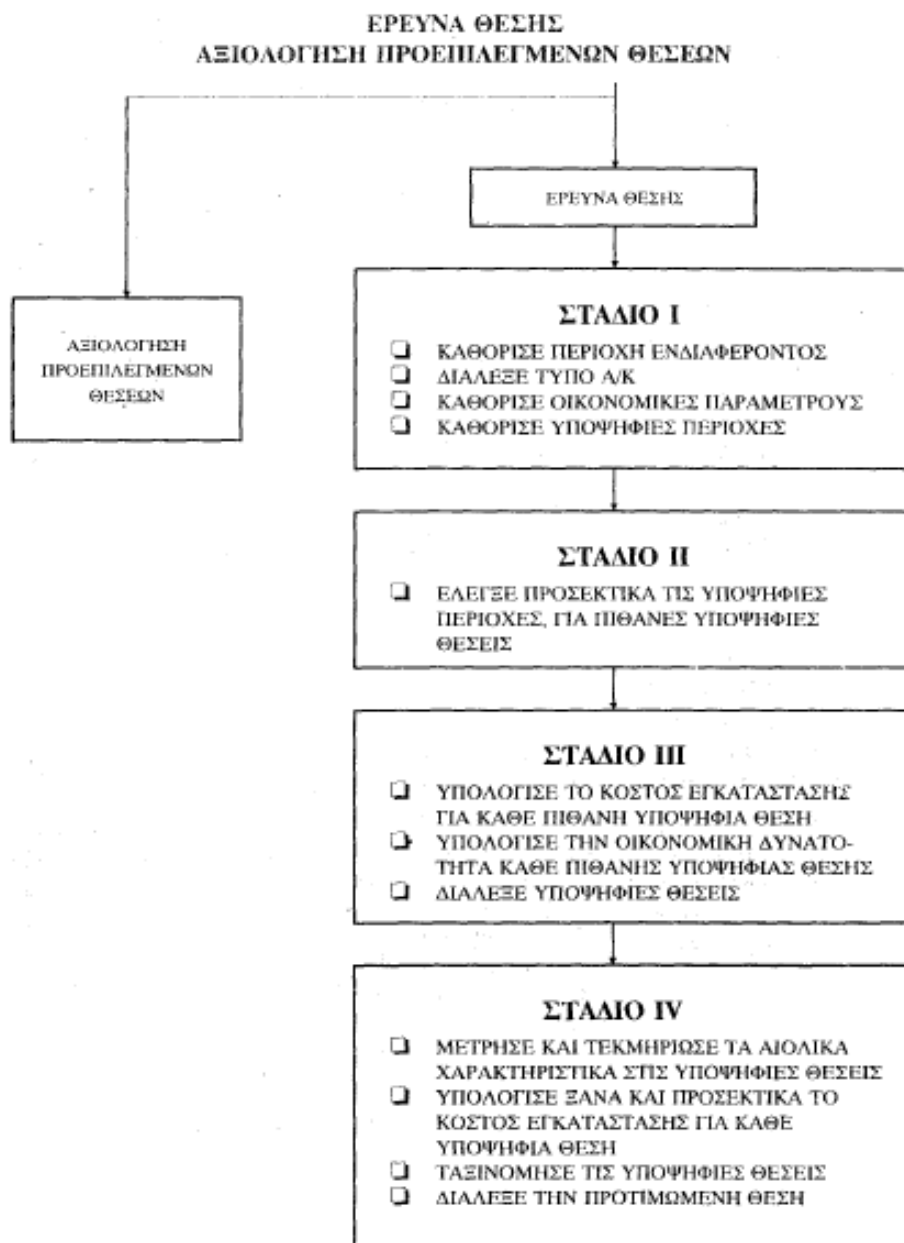 ΕΡΕΥΝΑ ΘΕΣΗΣ
ΑΞΙΟΛΟΓΗΣΗ ΠΡΟΕΠΙΛΕΓΜΕΝΩΝ ΘΕΣΕΩΝ
ΕΡΕΥΝΑ ΘΕΣΗΣ
ΑΞΙΟΛΟΓΗΣΗ
ΠΡΟΕΠΙΛΕΓΜΕΝΩΝ
ΘΕΣΕΩΝ
ΣΤΑΔΙΟ I
❏ ΚΑΘΟΡΙΣΕ ΠΕΡΙΟΧΗ ΕΝΔΙΑΦΕΡΟΝΤΟΣ
❏ ΔΙΑΛΕΞΕ ΤΥΠΟ Α/Κ
❏ ΚΑΘΟΡΙΣΕ ΟΙΚΟΝΟΜΙΚΕΣ ΠΑΡΑΜΕΤΡΟΥΣ
❏ ΚΑΘΟΡΙΣΕ ΥΠΟΨΗΦΙΕΣ ΠΕΡΙΟΧΕΣ
ΣΤΑΔΙΟ II
❏ ΕΛΕΓΞΕ ΠΡΟΣΕΚΤΙΚΑ ΤΙΣ ΥΠΟΨΗΦΙΕΣ
ΠΕΡΙΟΧΕΣ, ΓΙΑ ΠΙΘΑΝΕΣ ΥΠΟΨΗΦΙΕΣ
ΘΕΣΕΙΣ
ΣΤΑΔΙΟ III
❏ ΥΠΟΛΟΓΙΣΕ ΤΟ ΚΟΣΤΟΣ ΕΓΚΑΤΑΣΤΑΣΗΣ
ΓΙΑ ΚΑΘΕ ΠΙΘΑΝΗ ΥΠΟΨΗΦΙΑ ΘΕΣΗ
❏ ΥΠΟΛΟΓΙΣΕ ΤΗΝ ΟΙΚΟΝΟΜΙΚΗ ΔΥΝΑΤΟ-
ΤΗΤΑ ΚΑΘΕ ΠΙΘΑΝΗΣ ΥΠΟΨΗΦΙΑΣ ΘΕΣΗΣ
❏ ΔΙΑΛΕΞΕ ΥΠΟΨΗΦΙΕΣ ΘΕΣΕΙΣ
ΣΤΑΔΙΟ IV
❏ ΜΕΤΡΗΣΕ ΚΑΙ ΤΕΚΜΗΡΙΩΣΕ ΤΑ ΑΙΟΛΙΚΑ
ΧΑΡΑΚΤΗΡΙΣΤΙΚΑ ΣΤΙΣ ΥΠΟΨΗΦΙΕΣ ΘΕΣΕΙΣ
❏ ΥΠΟΛΟΓΙΣΕ ΞΑΝΑ ΚΑΙ ΠΡΟΣΕΚΤΙΚΑ ΤΟ
ΚΟΣΤΟΣ ΕΓΚΑΤΑΣΤΑΣΗΣ ΓΙΑ ΚΑΘΕ
ΥΠΟΨΗΦΙΑ ΘΕΣΗ
❏ ΤΑΞΙΝΟΜΗΣΕ ΤΙΣ ΥΠΟΨΗΦΙΕΣ ΘΕΣΕΙΣ
❏ ΔΙΑΛΕΞΕ ΤΗΝ ΠΡΟΤΙΜΩΜΕΝΗ ΘΕΣΗ